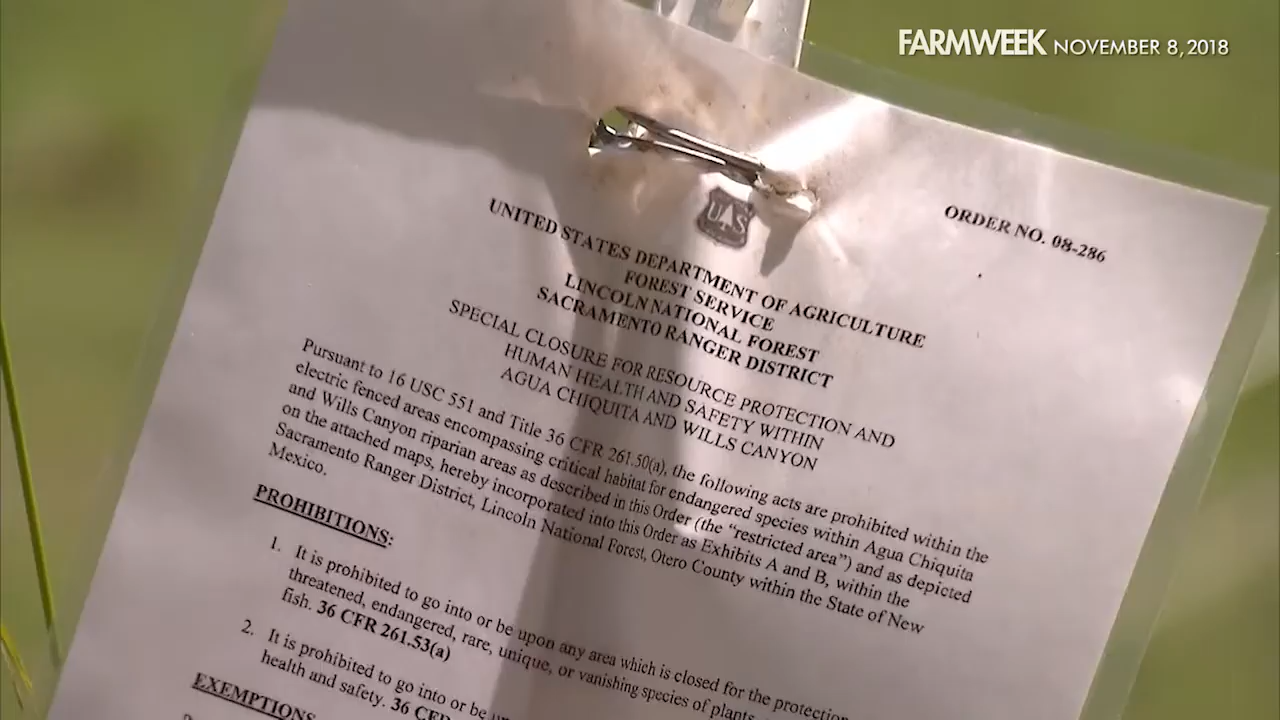 FARMWEEK NOVEMBER 8, 2018
ORDER NO. 08-286
U S
UNITED STATES DEPARTMENT OF AGRICULTURE
FOREST SERVICE
LINCOLN NATIONAL FOREST
SACRAMENTO RANGER DISTRICT
SPECIAL CLOSURE FOR RESOURCE PROTECTION AND
HUMAN HEALTH AND SAFETY WITHIN
AGUA CHIQUITA AND WILLS CANYON
Pursuant to 16 USC 551 and Title 36 CFR 261.50(a), the following acts are prohibited within the
electric fenced areas encompassing critical habitat for endangered species within Agua Chiquita
and Wills Canyon riparian areas as described in this Order (the “restricted area”) and as depicted
on the attached maps, hereby incorporated into this Order as Exhibits A and B, within the
Sacramento Ranger District, Lincoln National Forest, Otero County within the State of New
Mexico.
PROHIBITIONS:
1. It is prohibited to go into or be upon any area which is closed for the protection
threatened, endangered, rare, unique, or vanishing species of plants,
fish. 36 CFR 261.53(a)
2. It is prohibited to go into or be
health and safety. 36 CFR
EXEMPTIONS